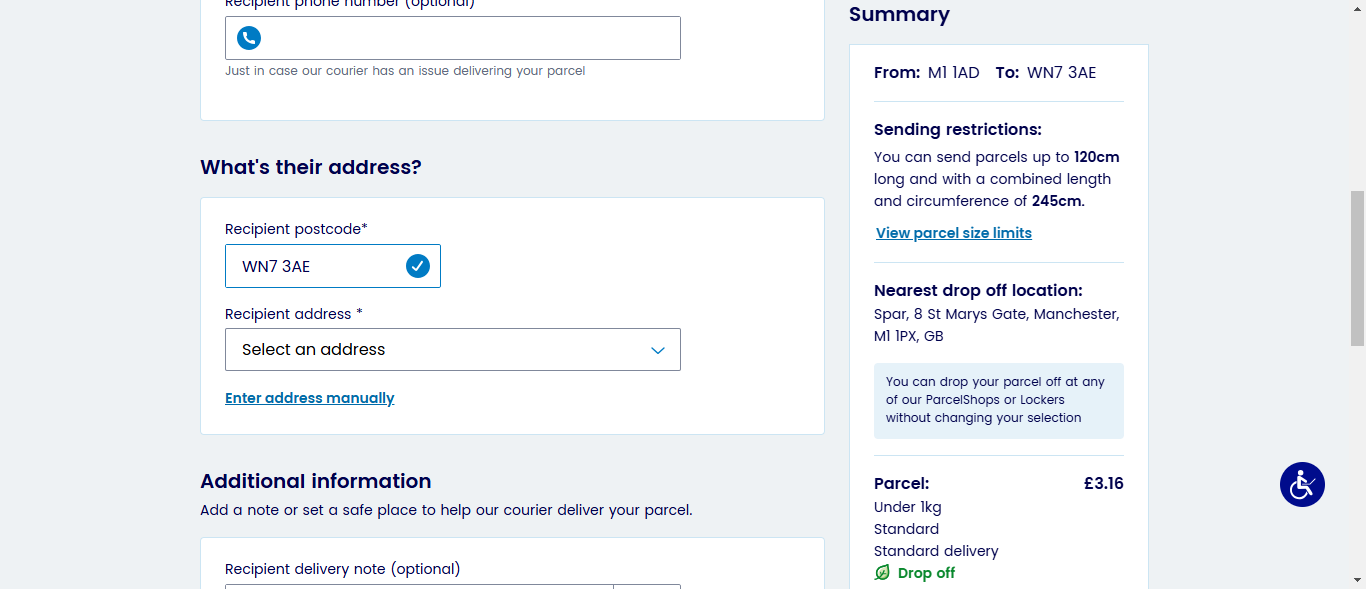 Recipient phone number (optional)
Just in case our courier has an issue delivering your parcel
What's their address?
Recipient postcode*
WN7 3AE
Recipient address *
Select an address
Enter address manually
Additional information
Add a note or set a safe place to help our courier deliver your parcel.
Recipient delivery note (optional)
Summary
From: M1 1AD To: WN7 3AE
Sending restrictions:
You can send parcels up to 120cm
long and with a combined length
and circumference of 245cm.
View parcel size limits
Nearest drop off location:
Spar, 8 St Marys Gate, Manchester,
M1 1PX, GB
You can drop your parcel off at any
of our ParcelShops or Lockers
without changing your selection
Parcel: £3.16
Under 1kg
Standard
Standard delivery
Drop off